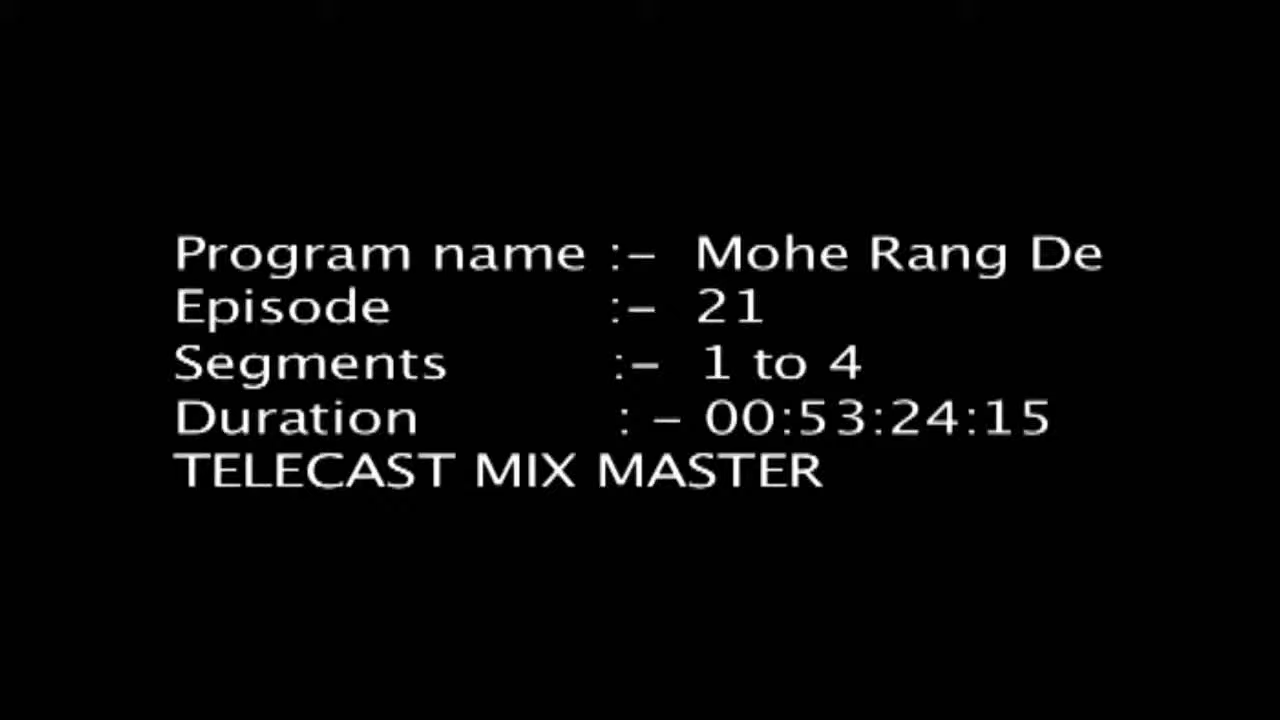 Program name :– Mohe Rang De
Episode :– 21
Segments :– 1 to 4
Duration : – 00:53:24:15
TELECAST MIX MASTER